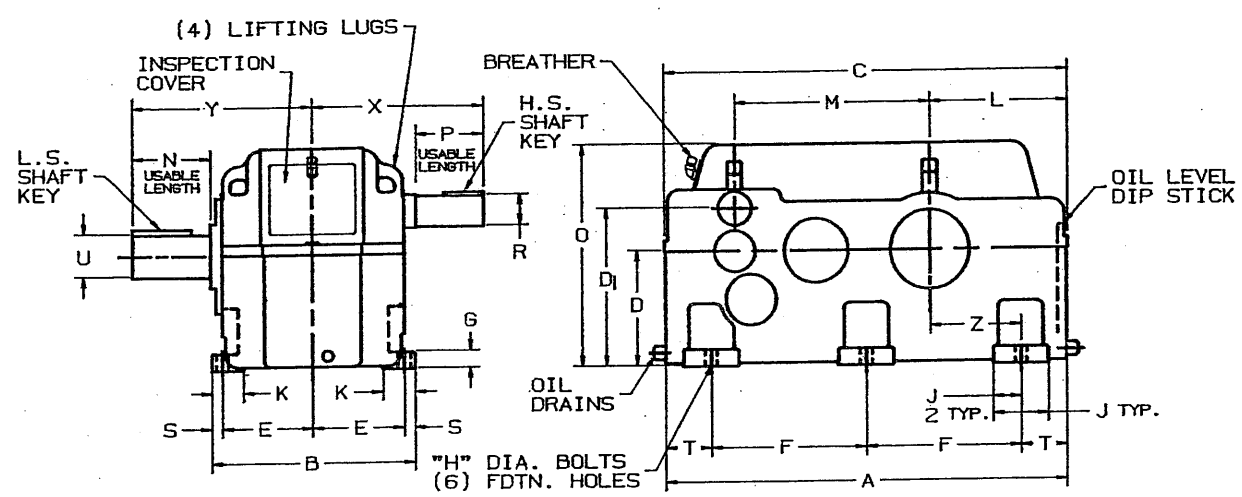 (4) LIFTING LUGS
INSPECTION
COVER
BREATHER
C
Y
X
H.S.
SHAFT
KEY
M
L
P
USABLE
LENGTH
N
USABLE
LENGTH
L.S.
SHAFT
KEY
OIL LEVEL
DIP STICK
U
R
O
D1
D
G
Z
K
K
OIL
DRAINS
J
2 TYP.
J TYP.
S
E
E
S
T
F
F
T
B
"H" DIA. BOLTS
(6) FDTN. HOLES
A